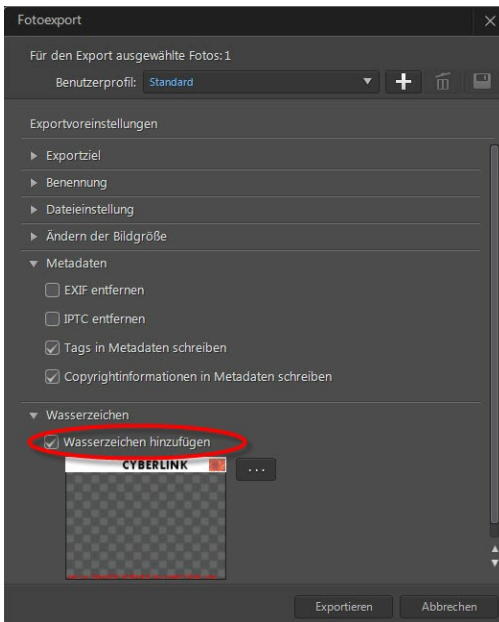 Fotoexport
Für den Export ausgewählte Fotos:1
Benutzerprofil: Standard
Exportvoreinstellungen
Exportziel
Benennung
Dateieinstellung
Ändern der Bildgröße
Metadaten
EXIF entfernen
IPTC entfernen
Tags in Metadaten schreiben
Copyrightinformationen in Metadaten schreiben
Wasserzeichen
Wasserzeichen hinzufügen
CYBERLINK
...
Exportieren Abbrechen